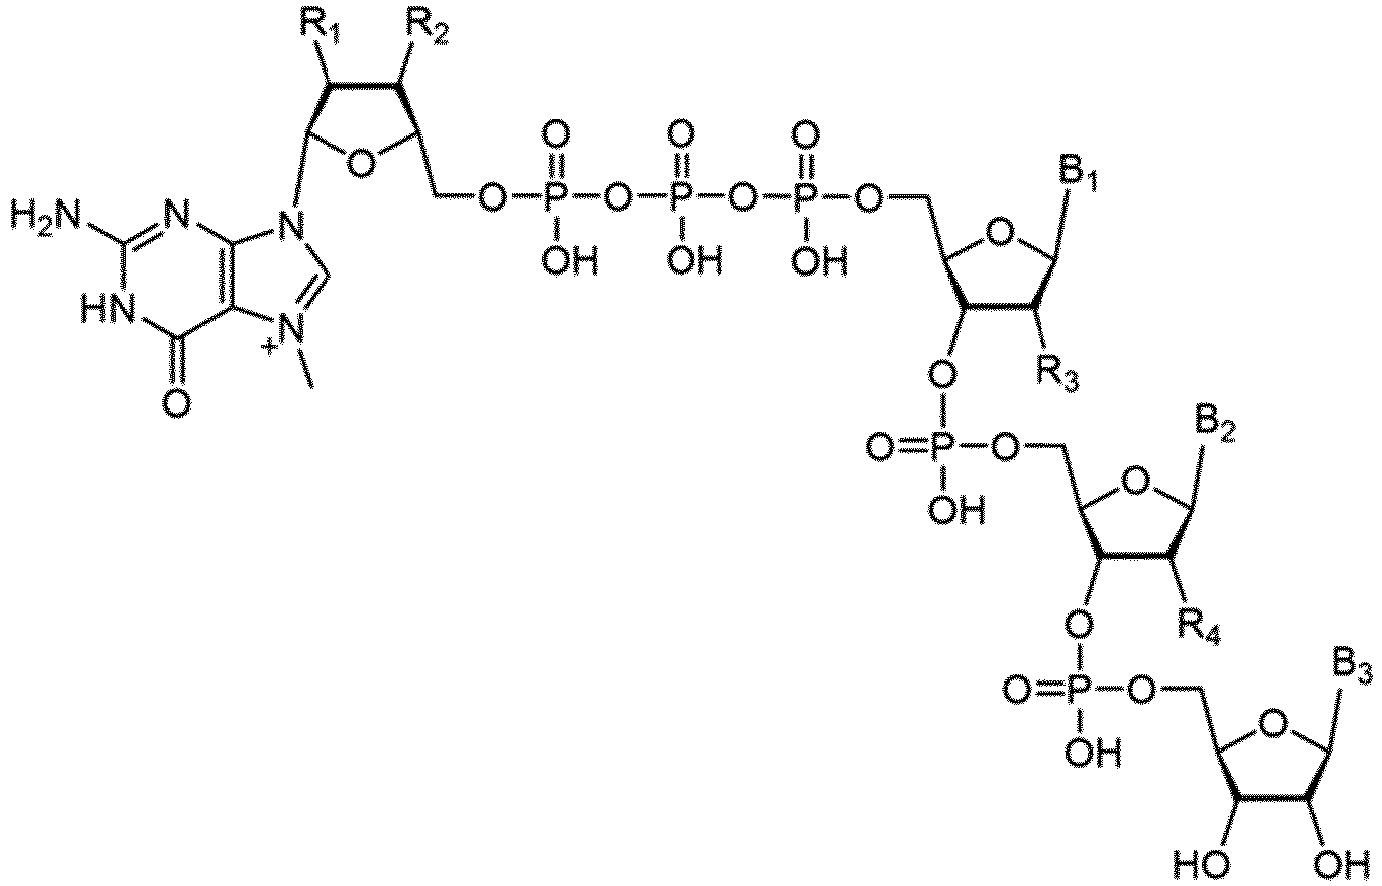 R1 R2
O O O
B1
O
H2N N N O P O P O P O
O
OH OH OH
HN N
+
O
O R3
B2
O P O
O
OH
O R4
B3
O P O
O
OH
HO OH